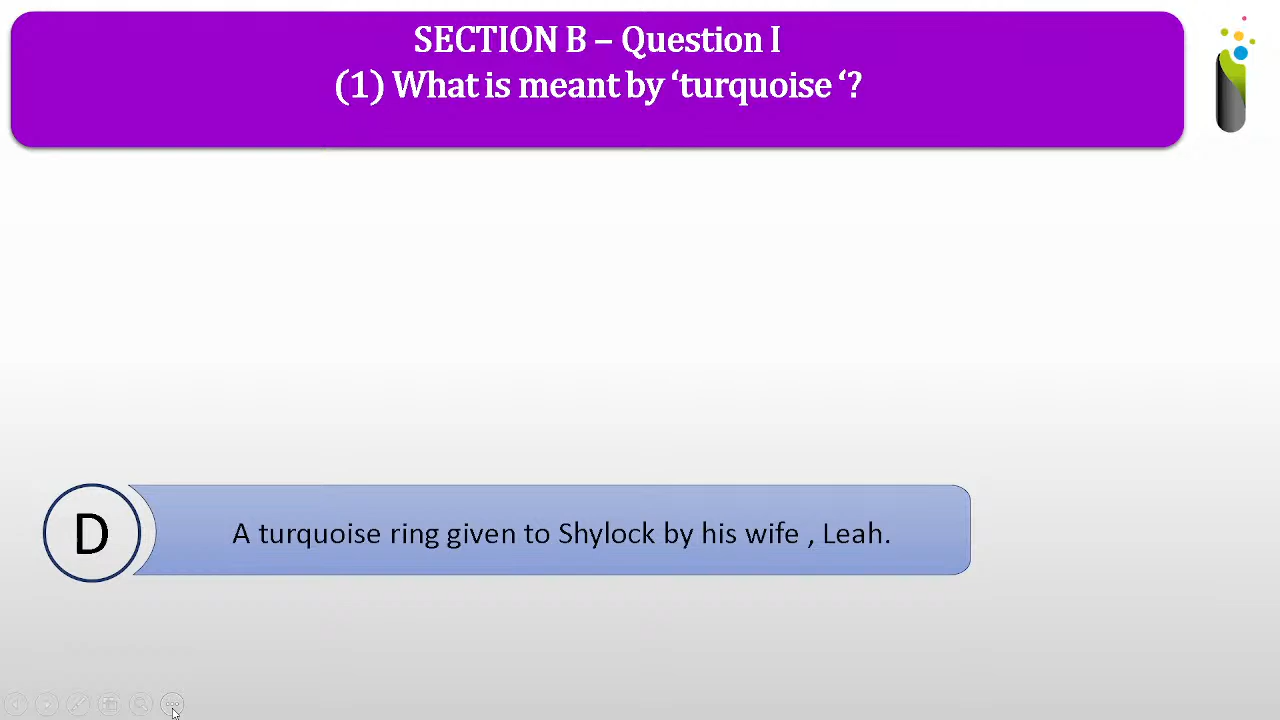 SECTION B – Question I
(1) What is meant by ‘turquoise ‘?
D
A turquoise ring given to Shylock by his wife , Leah.